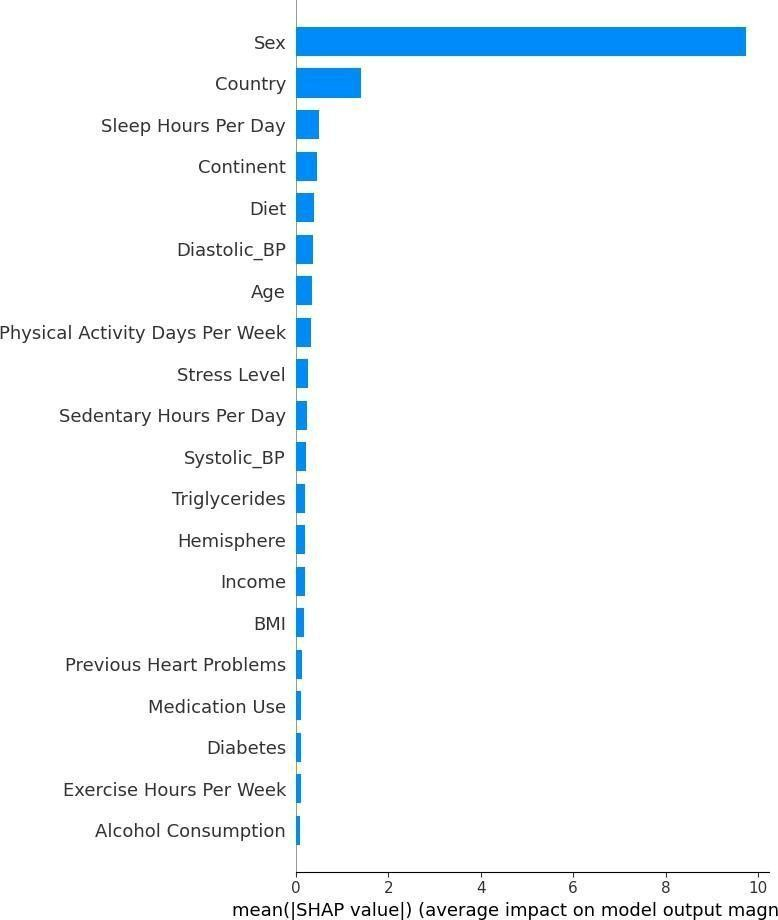 Sex
Country
Sleep Hours Per Day
Continent
Diet
Diastolic_BP
Age
Physical Activity Days Per Week
Stress Level
Sedentary Hours Per Day
Systolic_BP
Triglycerides
Hemisphere
Income
BMI
Previous Heart Problems
Medication Use
Diabetes
Exercise Hours Per Week
Alcohol Consumption
0 2 4 6 8 10
mean(|SHAP value|) (average impact on model output magn